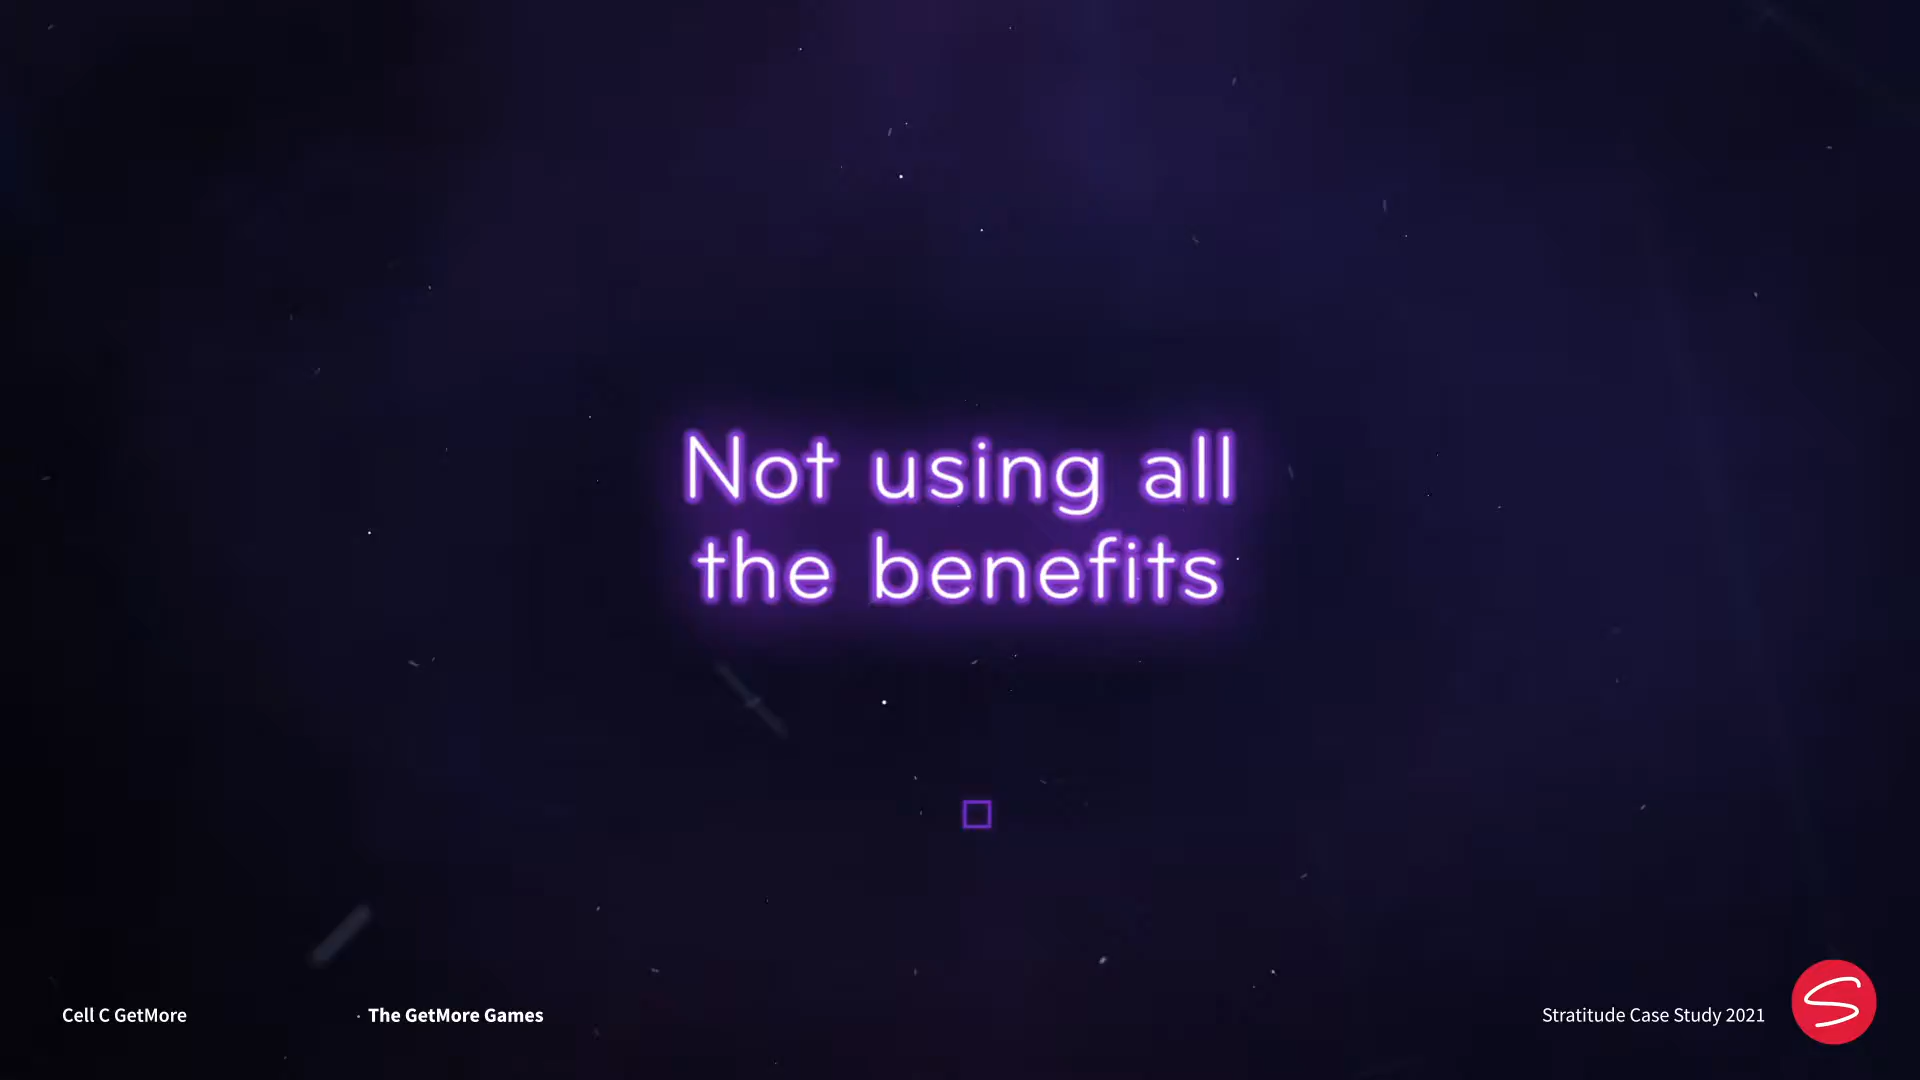 Not using all
the benefits
Cell C GetMore
The GetMore Games
Stratitude Case Study 2021